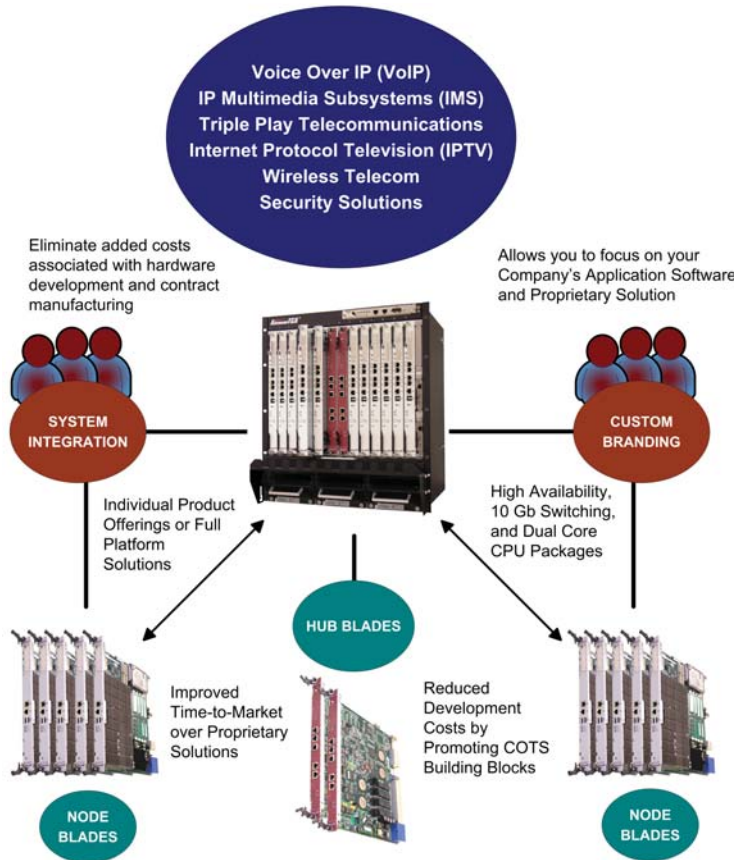 Voice Over IP (VoIP)
IP Multimedia Subsystems (IMS)
Triple Play Telecommunications
Internet Protocol Television (IPTV)
Wireless Telecom
Security Solutions
Eliminate added costs
associated with hardware
development and contract
manufacturing
Allows you to focus on your
Company's Application Software
and Proprietary Solution
SYSTEM
INTEGRATION
CUSTOM
BRANDING
Individual Product
Offerings or Full
Platform
Solutions
High Availability,
10 Gb Switching,
and Dual Core
CPU Packages
HUB BLADES
Improved
Time-to-Market
over Proprietary
Solutions
Reduced
Development
Costs by
Promoting COTS
Building Blocks
NODE
BLADES
NODE
BLADES